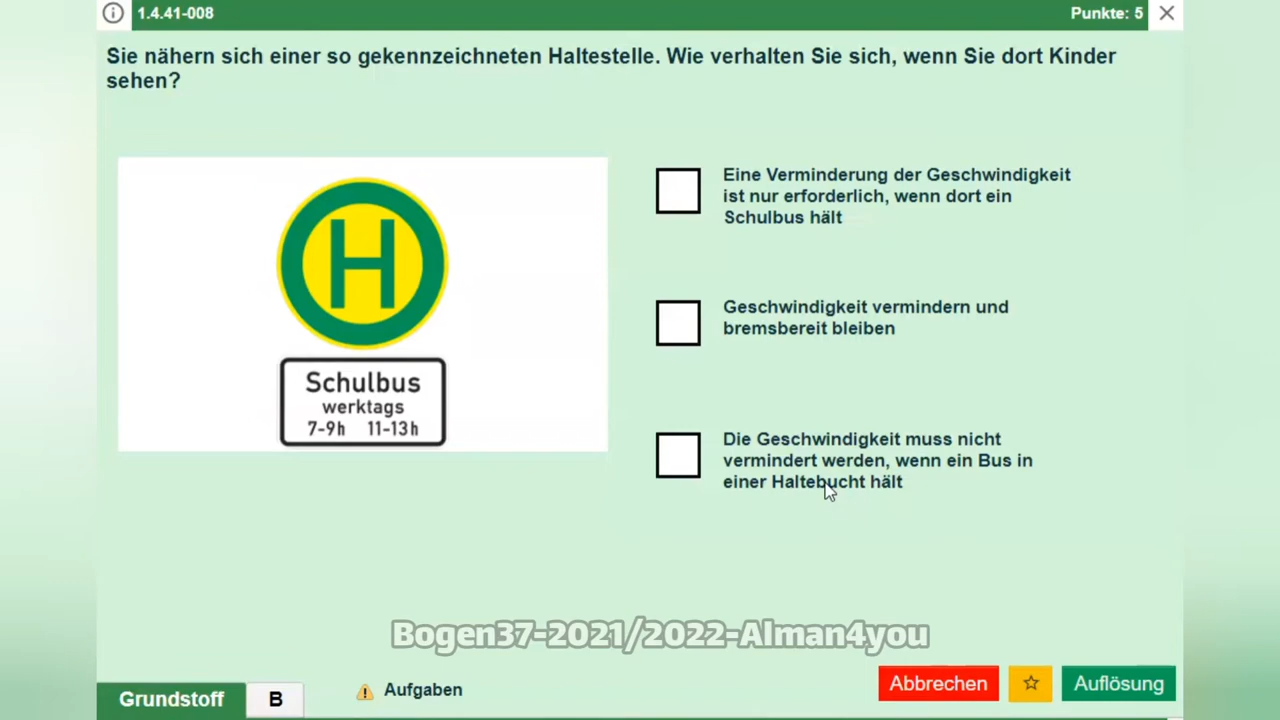 1.4.41-008
Punkte: 5
Sie nähern sich einer so gekennzeichneten Haltestelle. Wie verhalten Sie sich, wenn Sie dort Kinder
sehen?
H
Schulbus
werktags
7-9h 11-13h
Eine Verminderung der Geschwindigkeit
ist nur erforderlich, wenn dort ein
Schulbus hält
Geschwindigkeit vermindern und
bremsbereit bleiben
Die Geschwindigkeit muss nicht
vermindert werden, wenn ein Bus in
einer Haltebucht hält
Bogen37-2021/2022-Alman4you
Grundstoff
B
Aufgaben
Abbrechen
Auflösung